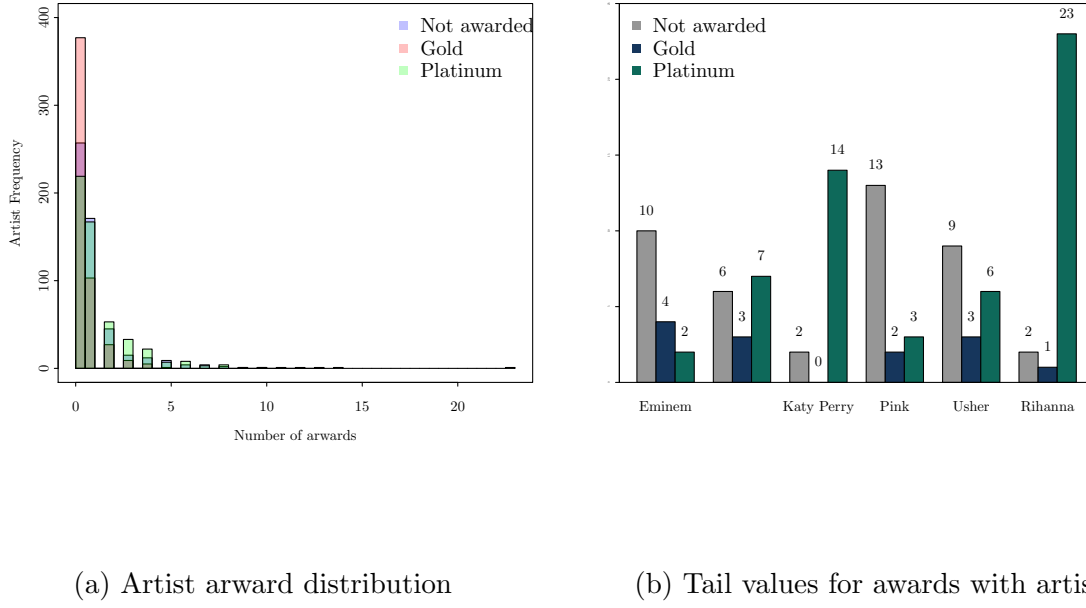 400
300
200
100
0
Artist Frequency
Not awarded
Gold
Platinum
0 5 10 15 20
Number of arwards
(a) Artist arward distribution
Not awarded
Gold
Platinum
10 4 2
6 3 7
2 0 14
13 2 3
9 3 6
2 1 23
Eminem Katy Perry Pink Usher Rihanna
(b) Tail values for awards with artis